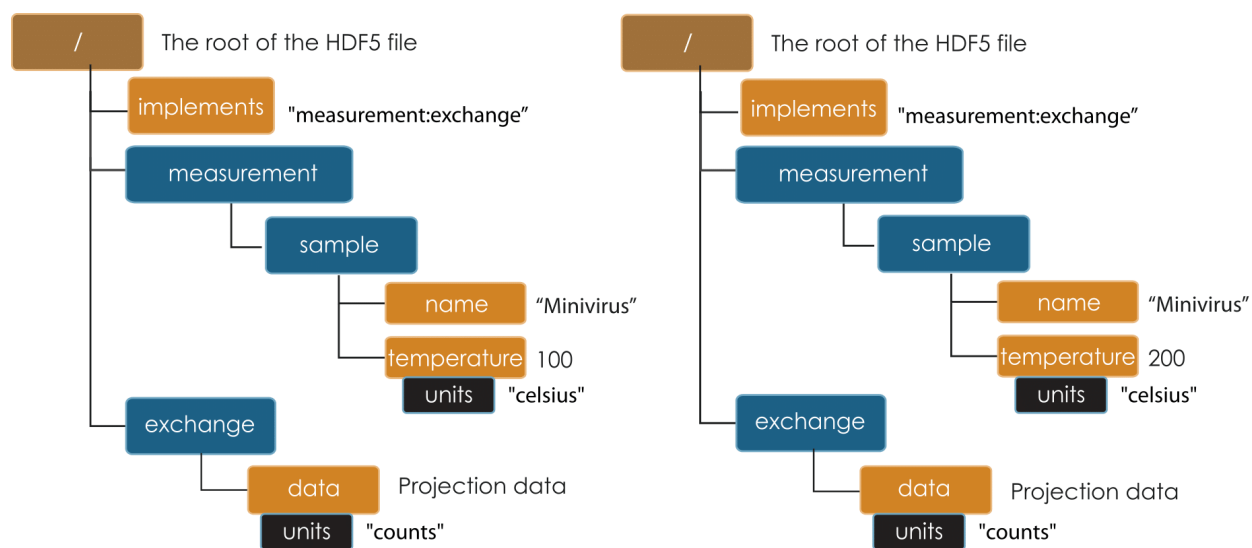 / The root of the HDF5 file
implements "measurement:exchange”
measurement
sample
name “Minivirus”
temperature 100
units "celsius"
exchange
data Projection data
units "counts"
/ The root of the HDF5 file
implements "measurement:exchange”
measurement
sample
name “Minivirus”
temperature 200
units "celsius"
exchange
data Projection data
units "counts"